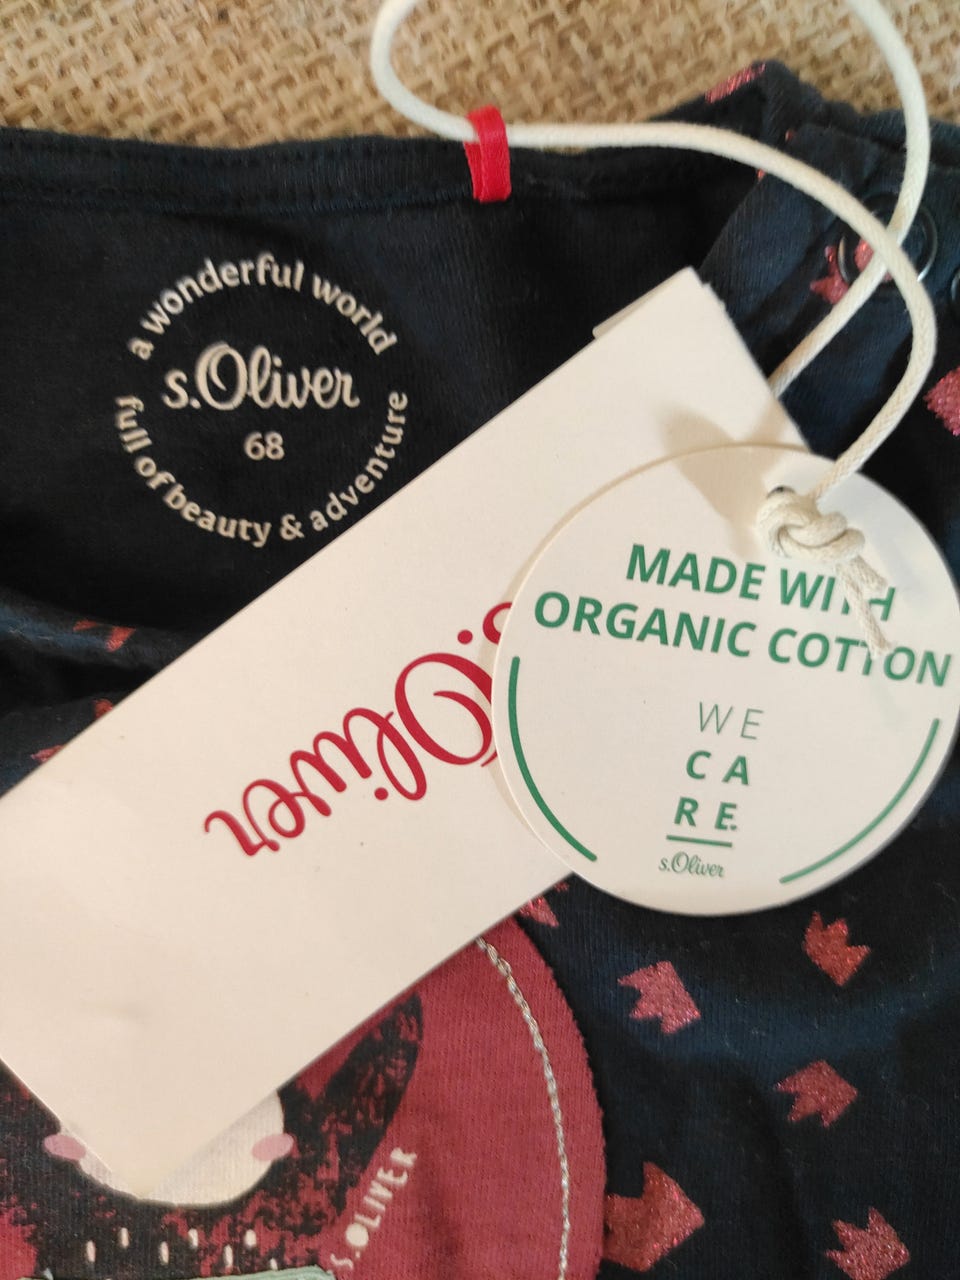 a wonderful world
s.Oliver
68
full of beauty & adventure
s.Oliver
MADE WITH
ORGANIC COTTON
WE
CA
RE.
s.Oliver
S.OLIVER